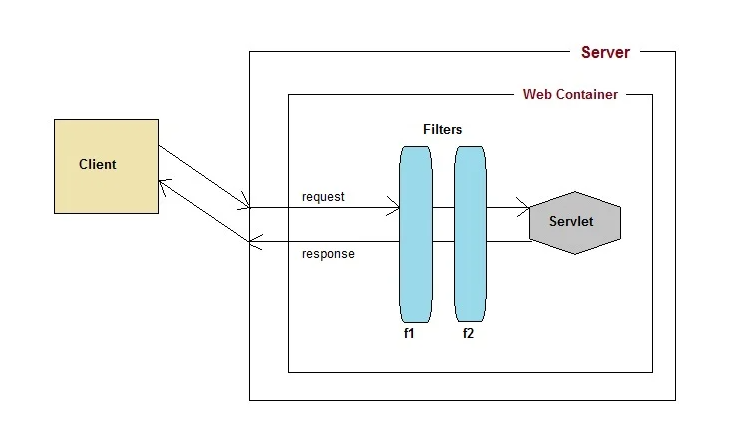 Server
Web Container
Filters
Client
request
Servlet
response
f1
f2